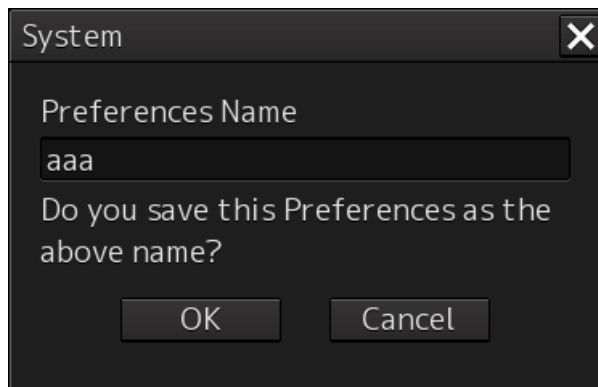 System
Preferences Name
aaa
Do you save this Preferences as the
above name?
OK
Cancel